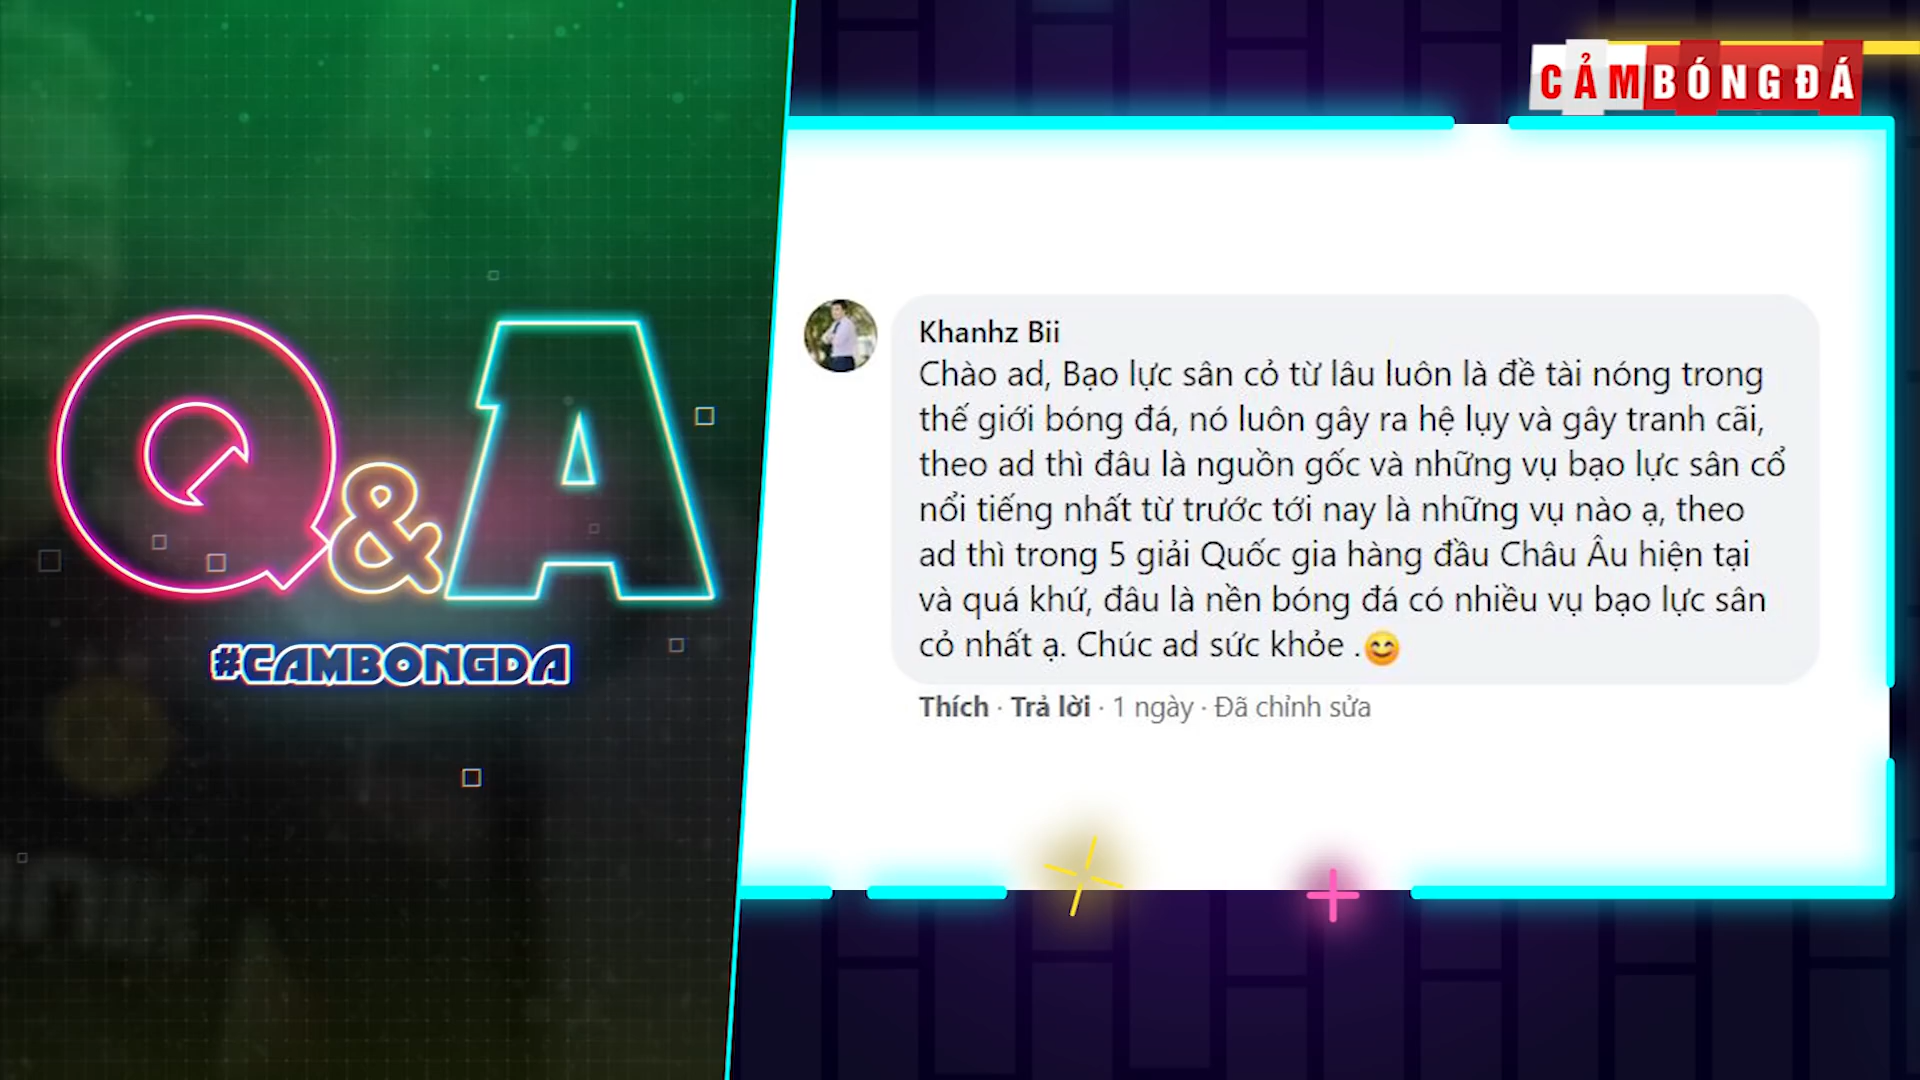 CẢMBÓNGĐÁ
Q&A
#CAMBONGDA
Khanhz Bii
Chào ad, Bạo lực sân cỏ từ lâu luôn là đề tài nóng trong
thế giới bóng đá, nó luôn gây ra hệ lụy và gây tranh cãi,
theo ad thì đâu là nguồn gốc và những vụ bạo lực sân cổ
nổi tiếng nhất từ trước tới nay là những vụ nào ạ, theo
ad thì trong 5 giải Quốc gia hàng đầu Châu Âu hiện tại
và quá khứ, đâu là nền bóng đá có nhiều vụ bạo lực sân
cỏ nhất ạ. Chúc ad sức khỏe .😊
Thích · Trả lời · 1 ngày · Đã chỉnh sửa